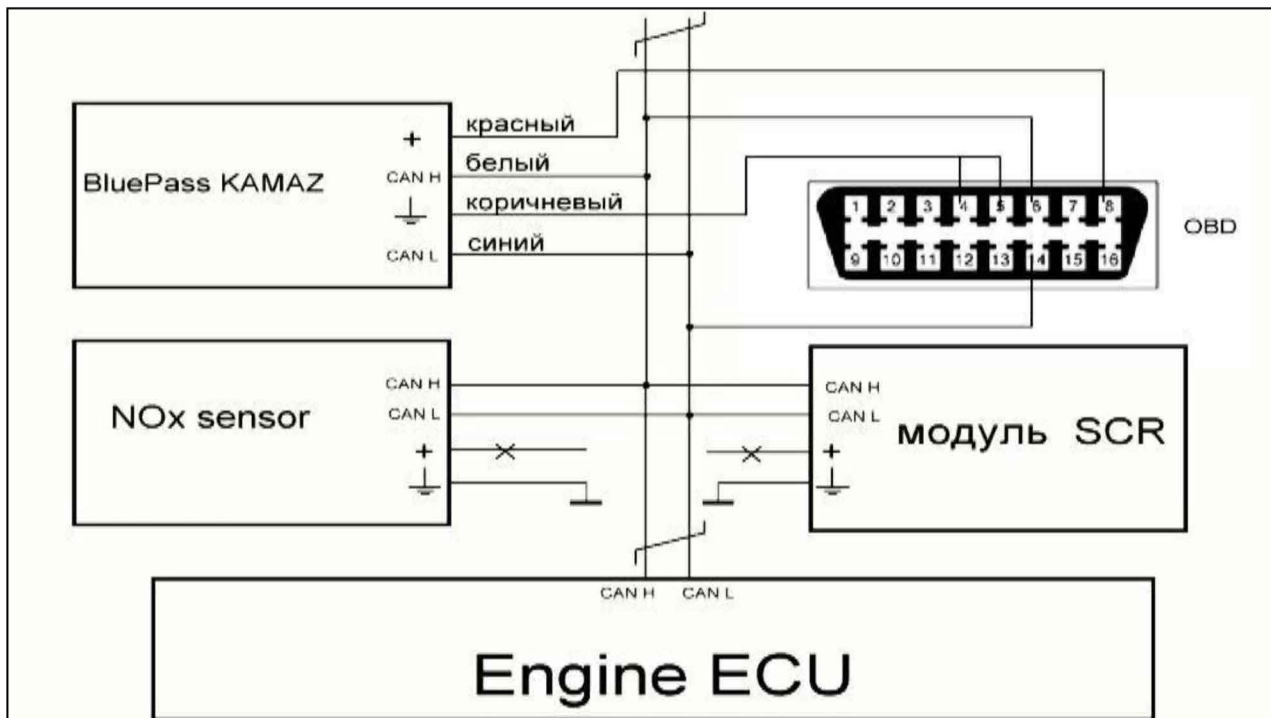 красный
+
белый
BluePass KAMAZ
CAN H
коричневый
синий
CAN L
1 2 3 4 5 6 7 8
9 10 11 12 13 14 15 16
OBD
NOx sensor
CAN H
CAN L
+
CAN H
CAN L
+
модуль SCR
CAN H CAN L
Engine ECU